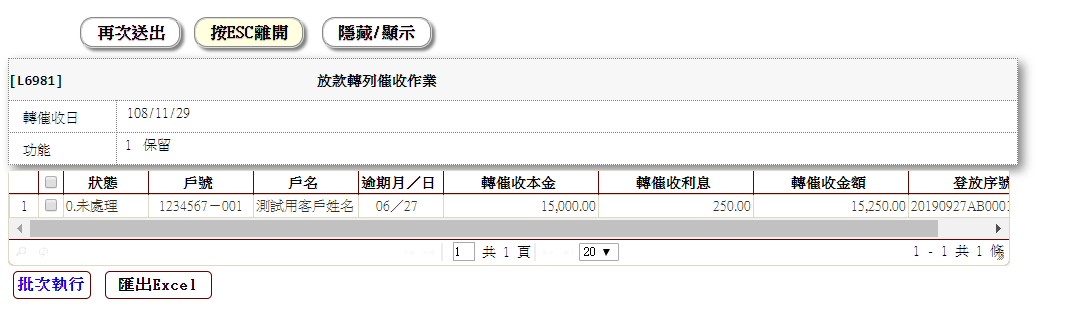 再次送出 按ESC離開 隱藏/顯示
[L6981] 放款轉列催收作業
轉催收日 108/11/29
功能 1 保留
狀態 戶號 戶名 逾期月／日 轉催收本金 轉催收利息 轉催收金額 登放序號
1 0.未處理 1234567－001 測試用客戶姓名 06／27 15,000.00 250.00 15,250.00 20190927AB0001
1 共 1 頁 20 1 - 1 共 1 條
批次執行 匯出Excel